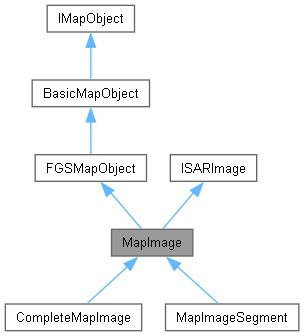 IMapObject
BasicMapObject
FGSMapObject
ISARImage
MapImage
CompleteMapImage
MapImageSegment